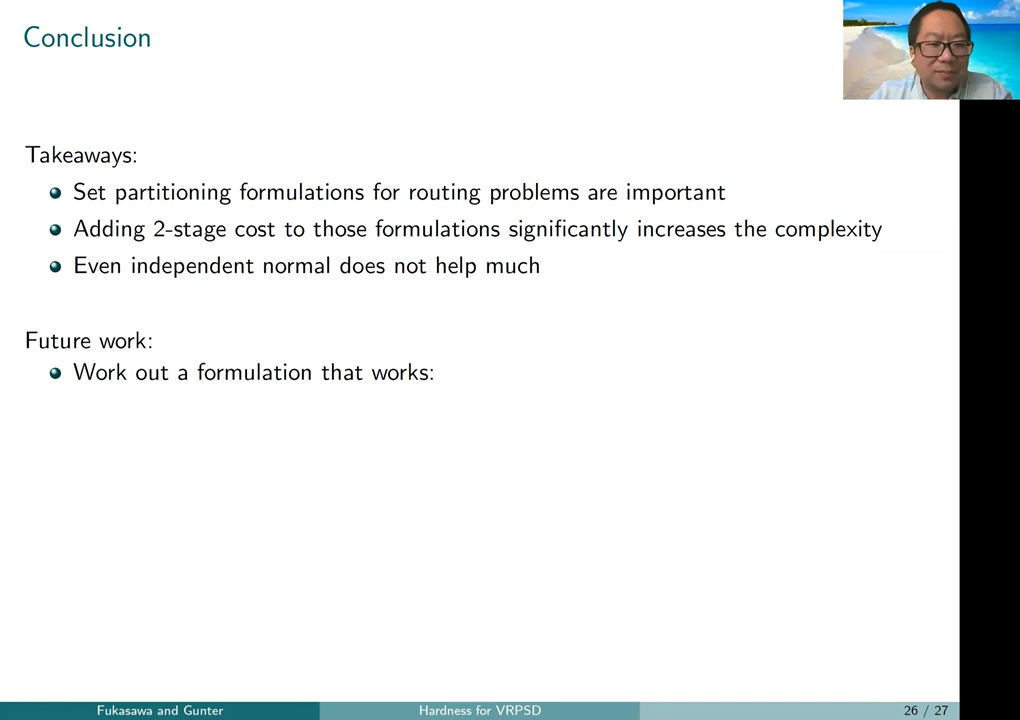 Conclusion
Takeaways:
Set partitioning formulations for routing problems are important
Adding 2-stage cost to those formulations significantly increases the complexity
Even independent normal does not help much
Future work:
Work out a formulation that works:
Fukasawa and Gunter
Hardness for VRPSD
26 / 27